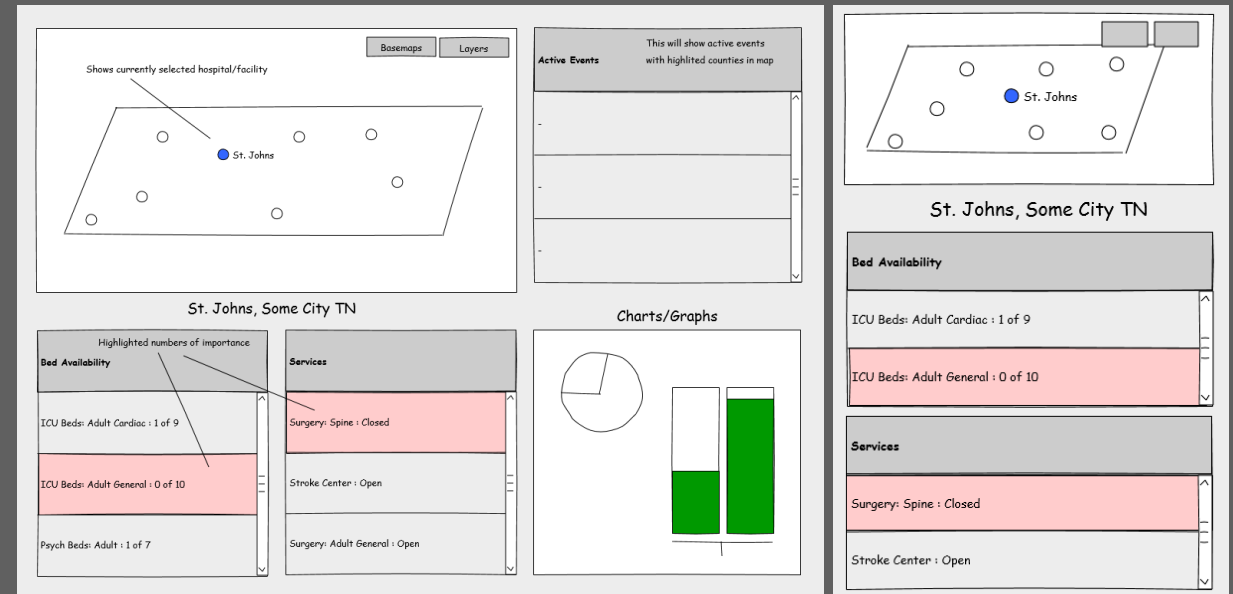 Basemaps
Layers
Shows currently selected hospital/facility
St. Johns
Active Events
This will show active events
with highlited counties in map
-
-
-
St. Johns, Some City TN
Highlighted numbers of importance
Bed Availability
ICU Beds: Adult Cardiac : 1 of 9
ICU Beds: Adult General : 0 of 10
Psych Beds: Adult : 1 of 7
Services
Surgery: Spine : Closed
Stroke Center : Open
Surgery: Adult General : Open
Charts/Graphs
St. Johns
St. Johns, Some City TN
Bed Availability
ICU Beds: Adult Cardiac : 1 of 9
ICU Beds: Adult General : 0 of 10
Services
Surgery: Spine : Closed
Stroke Center : Open